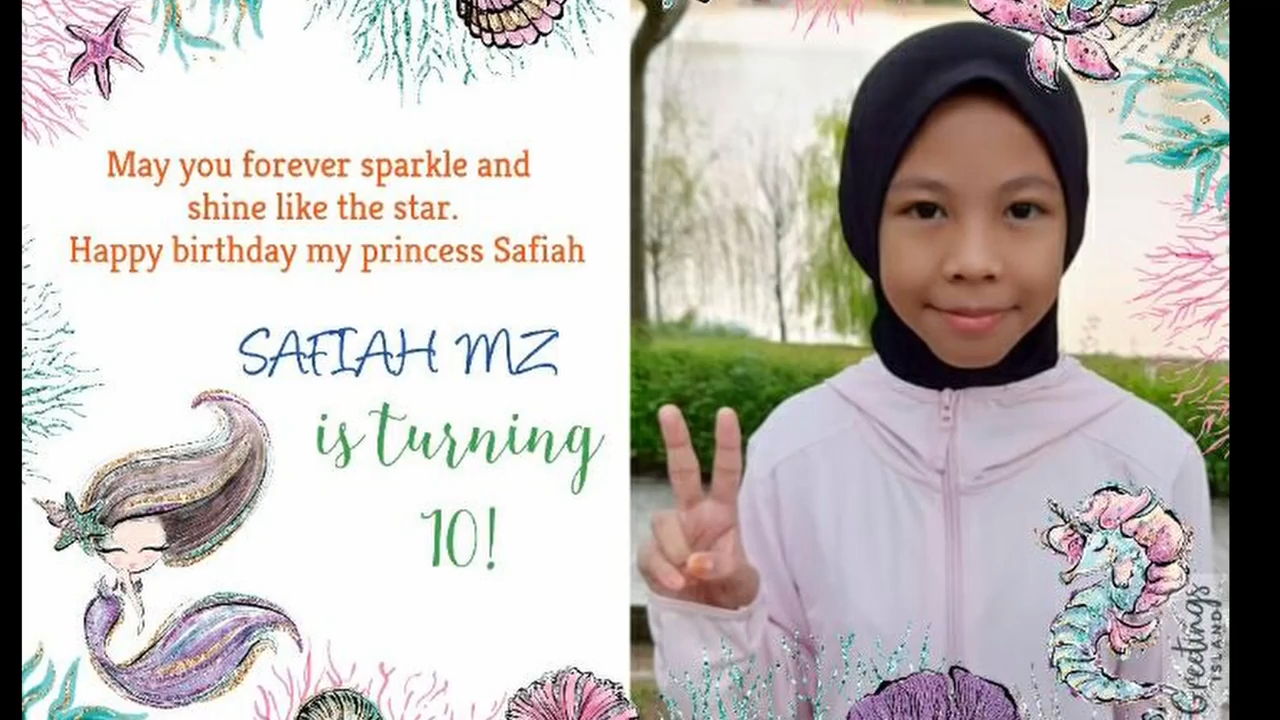 May you forever sparkle and
shine like the star.
Happy birthday my princess Safiah
SAFIAH MZ
is turning
10!
Greetings
ISLAND